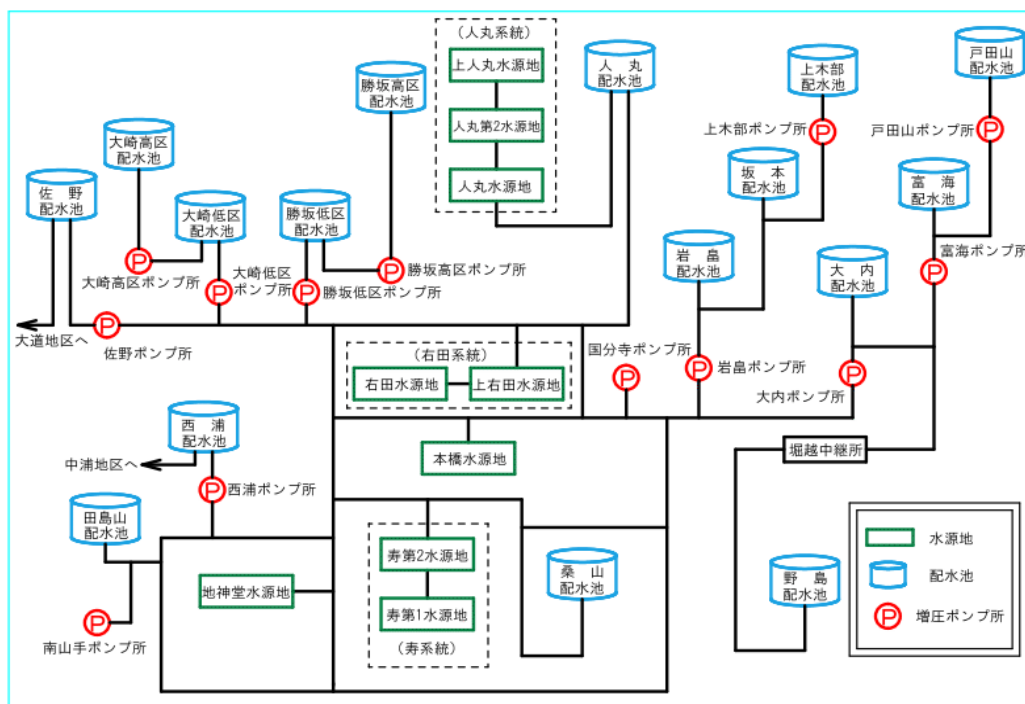 (人丸系統)
上人丸水源地
人丸第2水源地
人丸水源地
人 丸
配水池
上木部
配水池
戸田山
配水池
勝坂高区
配水池
上木部ポンプ所
戸田山ポンプ所
大崎高区
配水池
坂 本
配水池
富 海
配水池
佐 野
配水池
大崎低区
配水池
勝坂低区
配水池
岩 畠
配水池
大 内
配水池
富海ポンプ所
大崎高区ポンプ所
大崎低区
ポンプ所
勝坂高区ポンプ所
勝坂低区ポンプ所
大道地区へ
佐野ポンプ所
(右田系統)
右田水源地
上右田水源地
国分寺ポンプ所
岩畠ポンプ所
大内ポンプ所
西 浦
配水池
中浦地区へ
西浦ポンプ所
本橋水源地
堀越中継所
田島山
配水池
寿第2水源地
寿第1水源地
(寿系統)
地神堂水源地
桑 山
配水池
野 島
配水池
南山手ポンプ所
水源地
配水池
増圧ポンプ所
P
P
P
P
P
P
P
P
P
P
P
P
P
P